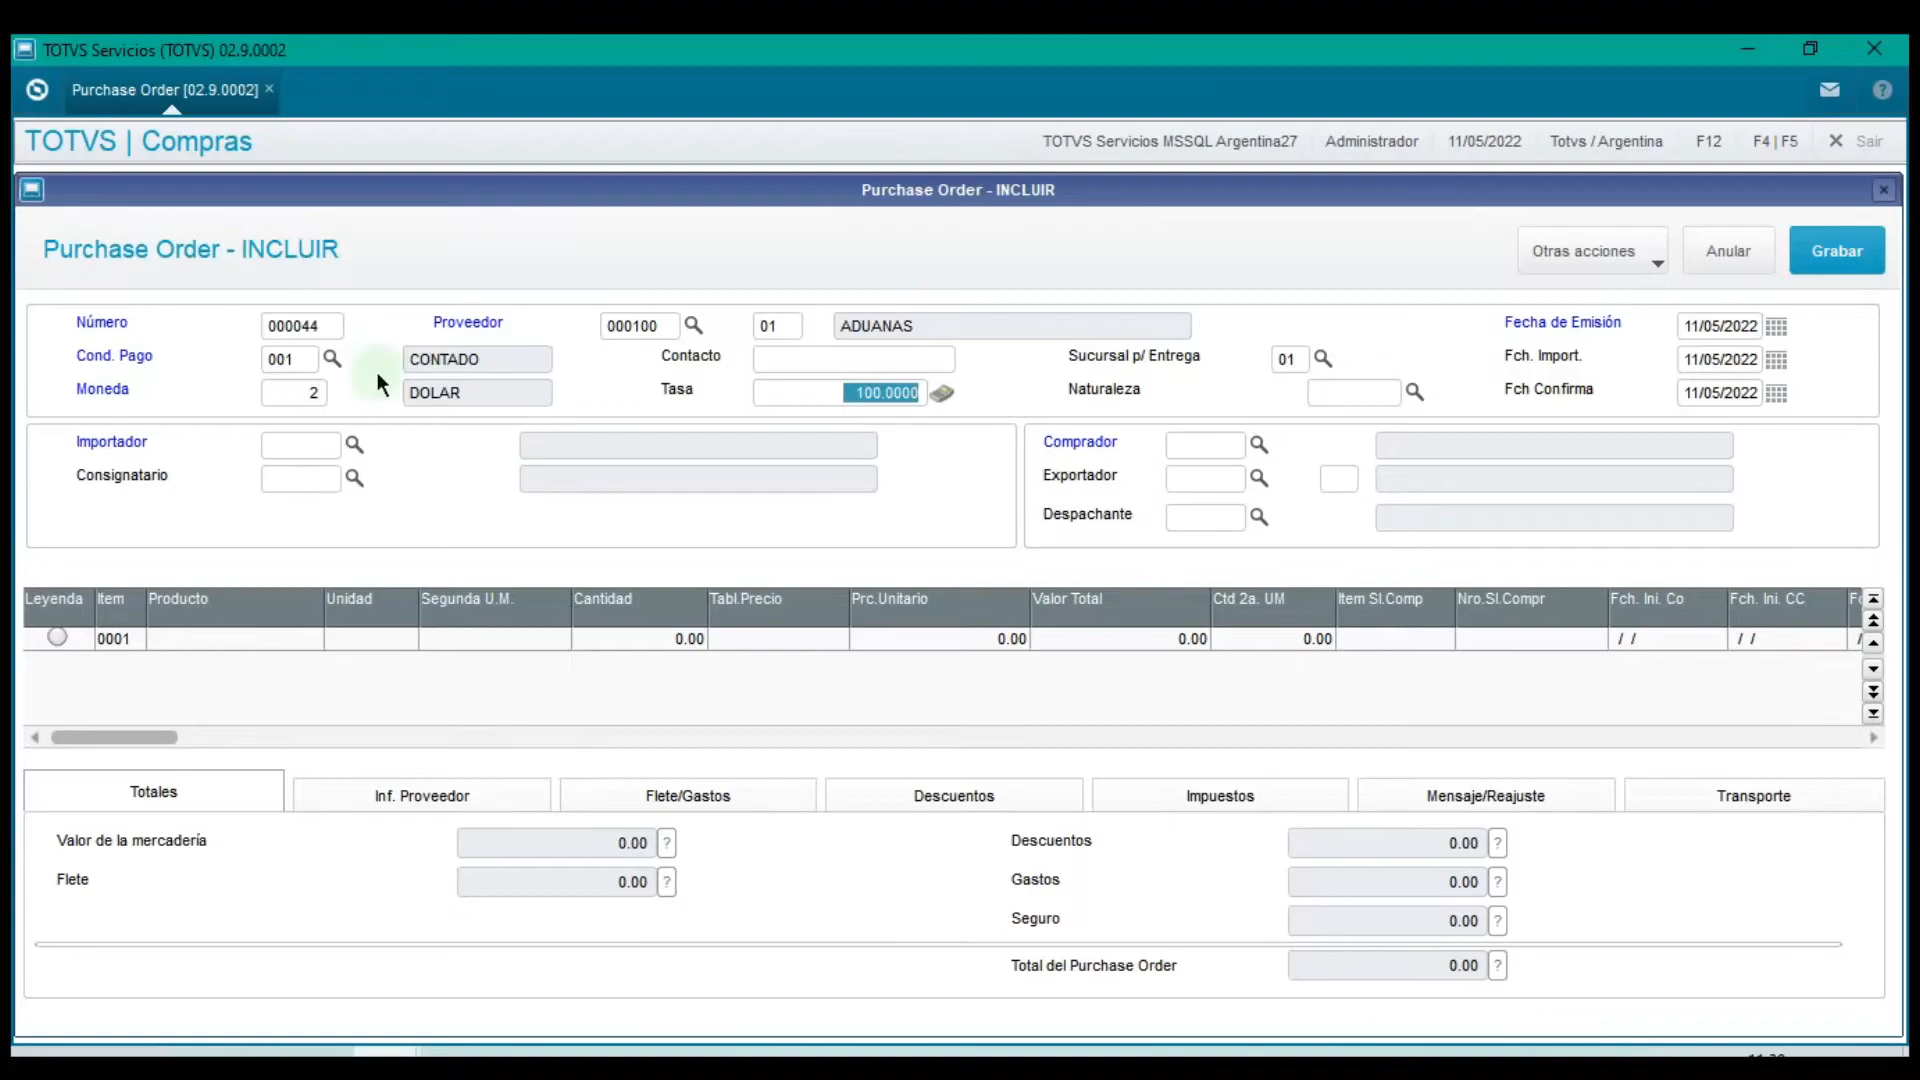 TOTVS Servicios (TOTVS) 02.9.0002
Purchase Order [02.9.0002] ×
TOTVS | Compras
TOTVS Servicios MSSQL Argentina27 Administrador 11/05/2022 Totvs / Argentina F12 F4 | F5 Sair
Purchase Order - INCLUIR
Purchase Order - INCLUIR
Otras acciones Anular Grabar
Número 000044 Proveedor 000100 01 ADUANAS Fecha de Emisión 11/05/2022
Cond. Pago 001 CONTADO Contacto Sucursal p/ Entrega 01 Fch. Import. 11/05/2022
Moneda 2 DOLAR Tasa 100.0000 Naturaleza Fch Confirma 11/05/2022
Importador Comprador
Consignatario Exportador
Despachante
Leyenda Item Producto Unidad Segunda U.M. Cantidad Tabl.Precio Prc.Unitario Valor Total Ctd 2a. UM Item Sl.Comp Nro.Sl.Compr Fch. Ini. Co Fch. Ini. CC
0001 0.00 0.00 0.00 0.00 / / / /
Totales Inf. Proveedor Flete/Gastos Descuentos Impuestos Mensaje/Reajuste Transporte
Valor de la mercadería 0.00 ? Descuentos 0.00 ?
Flete 0.00 ? Gastos 0.00 ?
Seguro 0.00 ?
Total del Purchase Order 0.00 ?